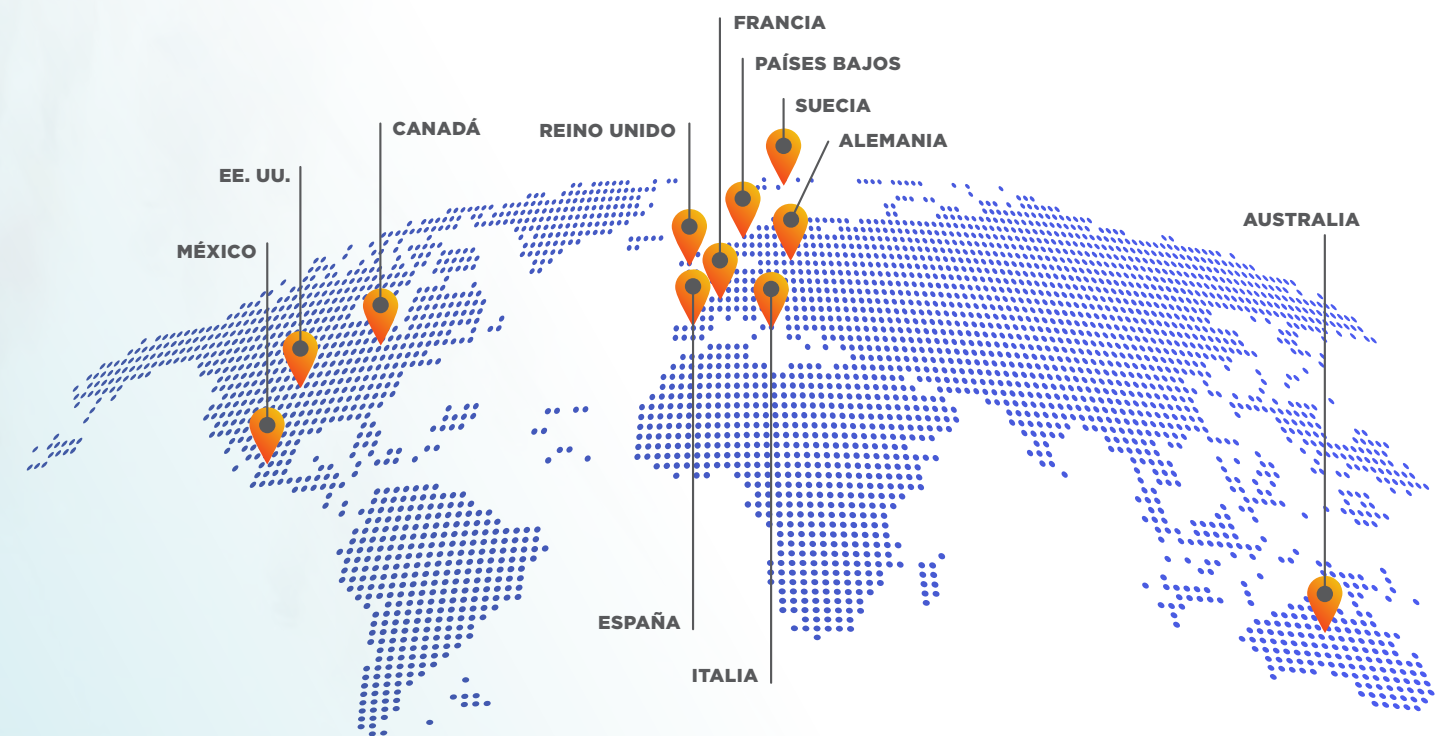 FRANCIA
PAÍSES BAJOS
SUECIA
CANADÁ
REINO UNIDO
ALEMANIA
EE. UU.
AUSTRALIA
MÉXICO
ESPAÑA
ITALIA